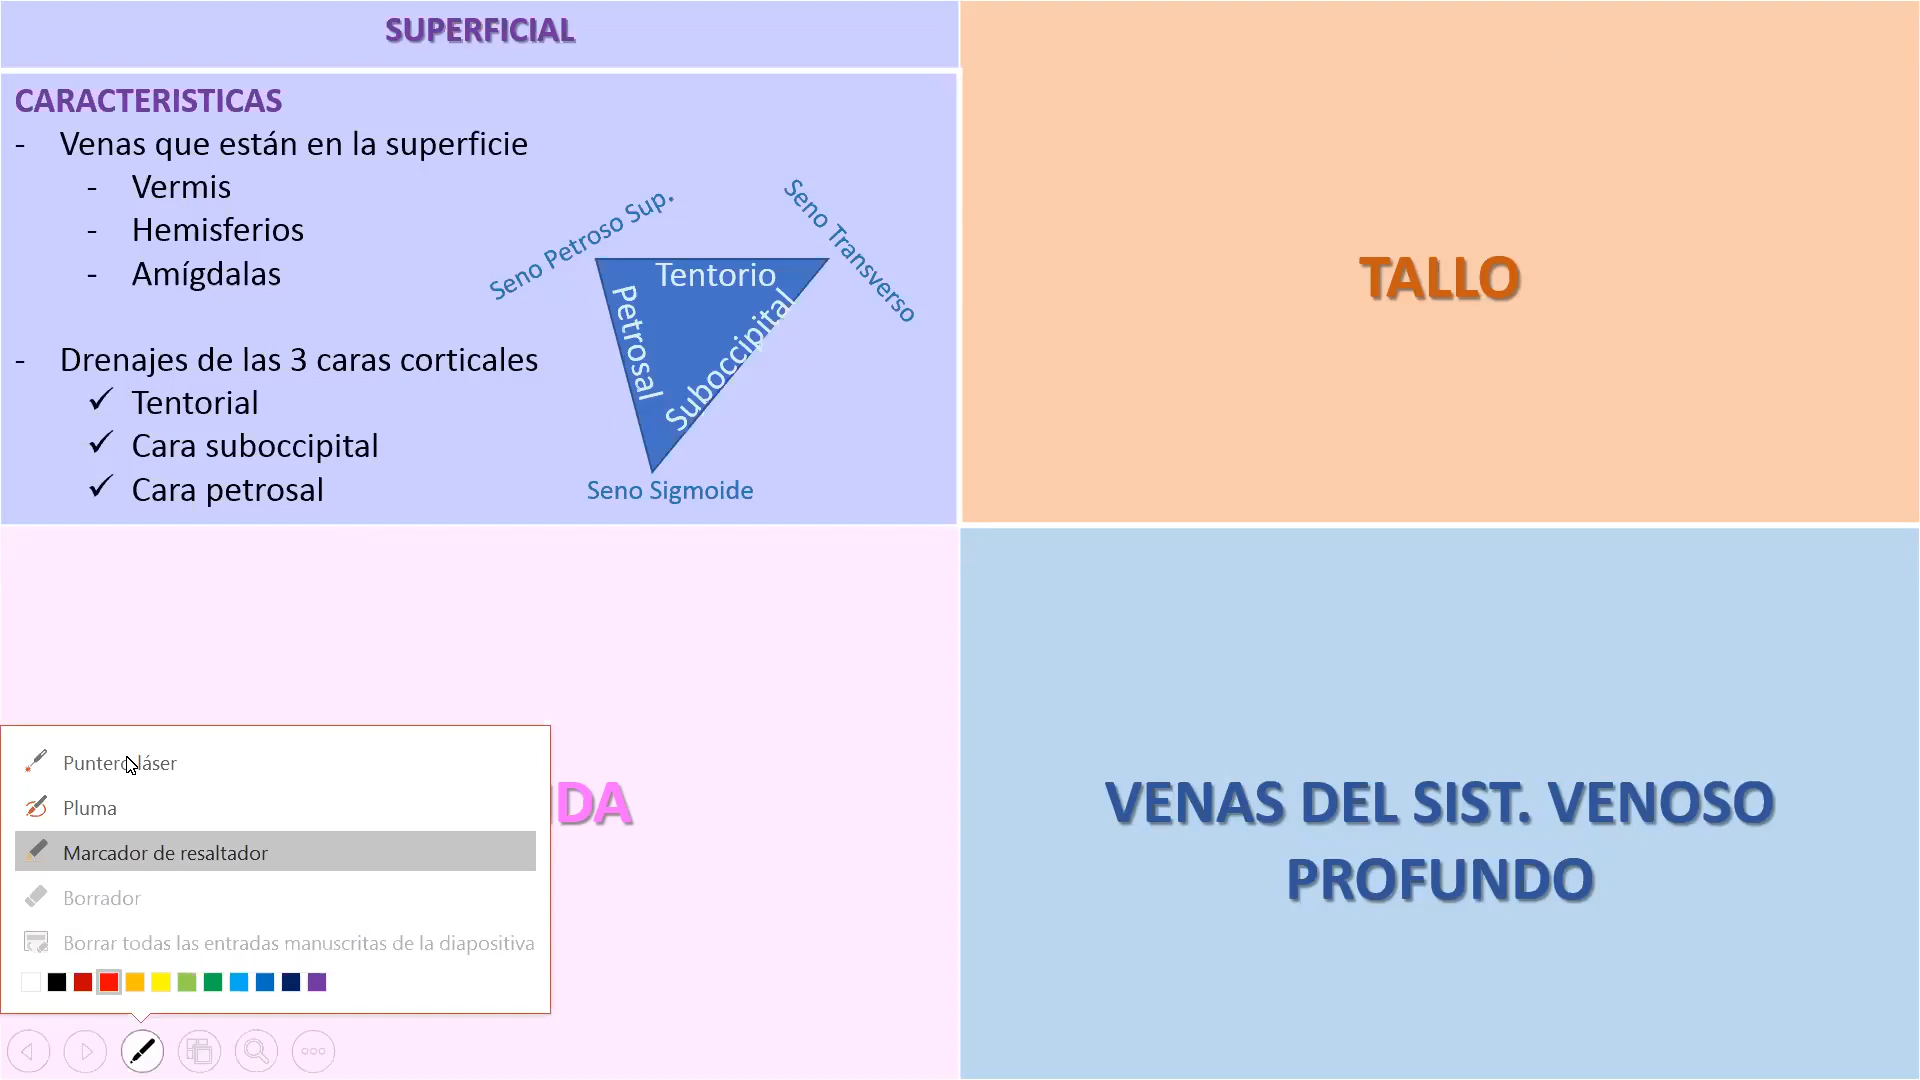 SUPERFICIAL
CARACTERISTICAS
- Venas que están en la superficie
- Vermis
- Hemisferios
- Amígdalas
- Drenajes de las 3 caras corticales
✓ Tentorial
✓ Cara suboccipital
✓ Cara petrosal
Seno Petroso Sup.
Seno Transverso
Tentorio
Petrosal
Suboccipital
Seno Sigmoide
TALLO
VENAS DEL SIST. VENOSO
PROFUNDO
Puntero láser
Pluma
Marcador de resaltador
Borrador
Borrar todas las entradas manuscritas de la diapositiva